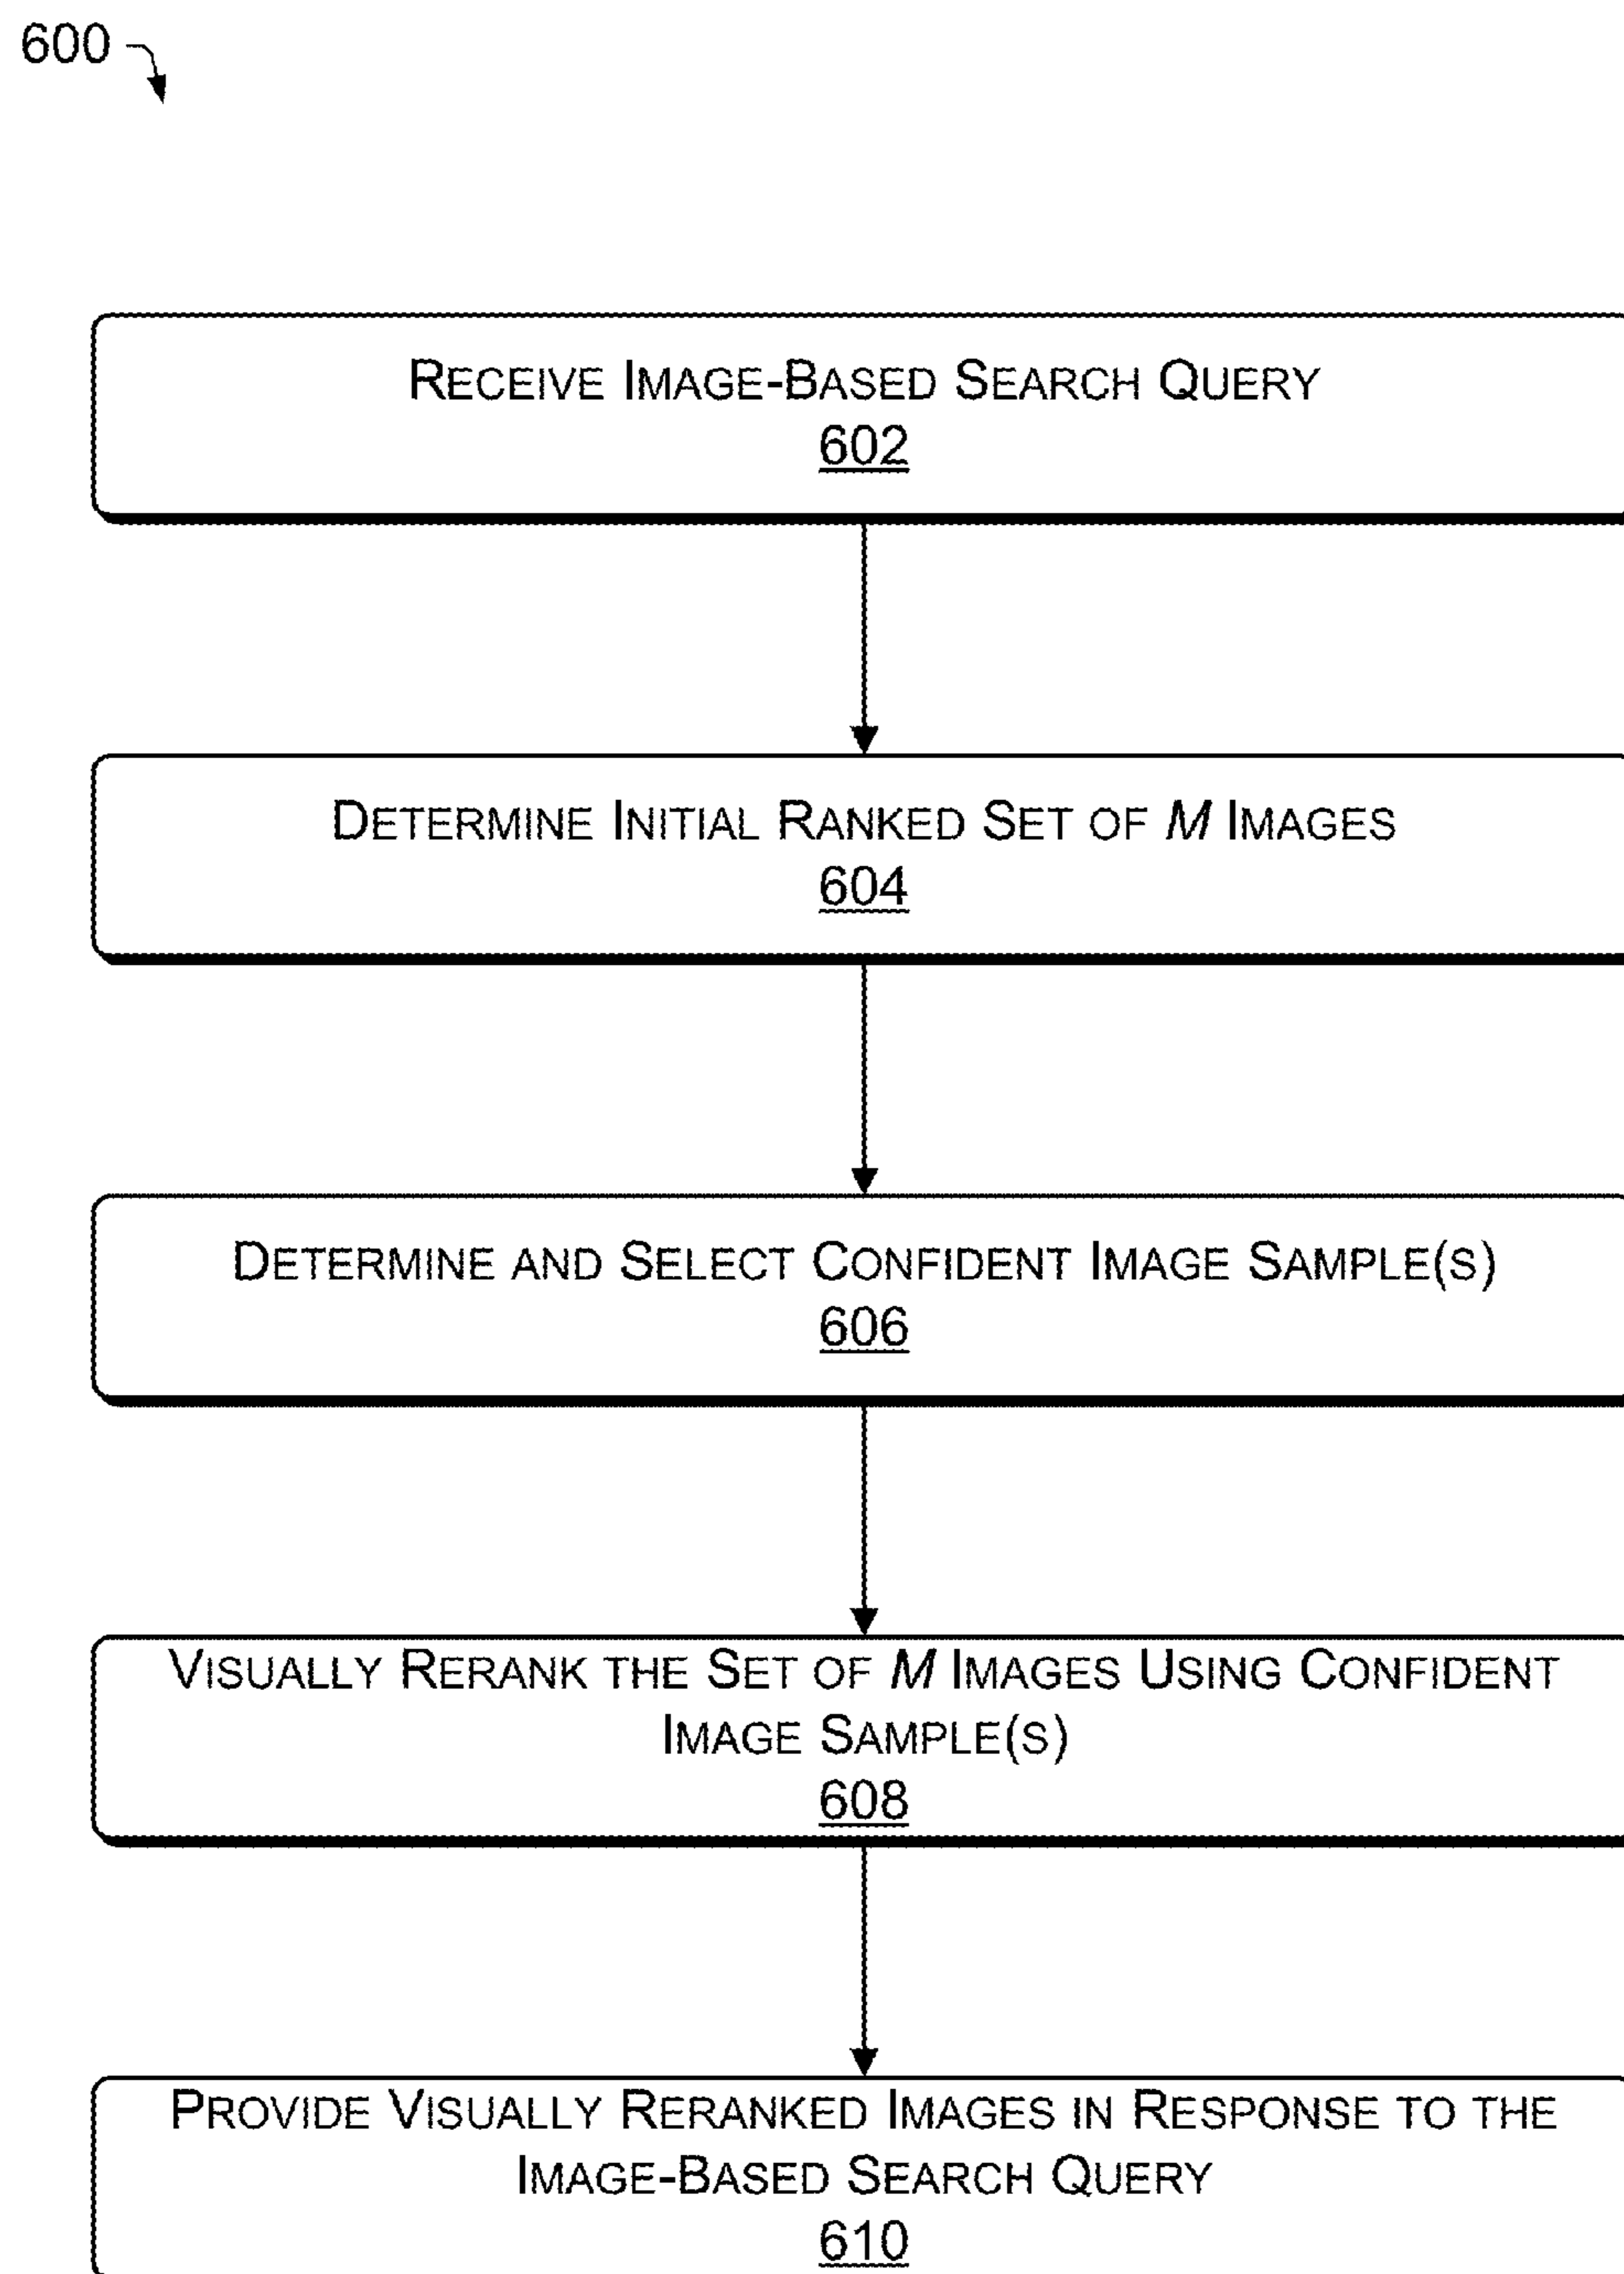 600
Receive Image-Based Search Query
602
Determine Initial Ranked Set of M Images
604
Determine and Select Confident Image Sample(s)
606
Visually Rerank the Set of M Images Using Confident
Image Sample(s)
608
Provide Visually Reranked Images in Response to the
Image-Based Search Query
610